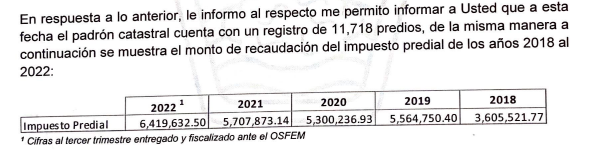 En respuesta a lo anterior, le informo al respecto me permito informar a Usted que a esta
fecha el padrón catastral cuenta con un registro de 11,718 predios, de la misma manera a
continuación se muestra el monto de recaudación del impuesto predial de los años 2018 al
2022:
2022 ¹ 2021 2020 2019 2018
Impuesto Predial 6,419,632.50 5,707,873.14 5,300,236.93 5,564,750.40 3,605,521.77
¹ Cifras al tercer trimestre entregado y fiscalizado ante el OSFEM